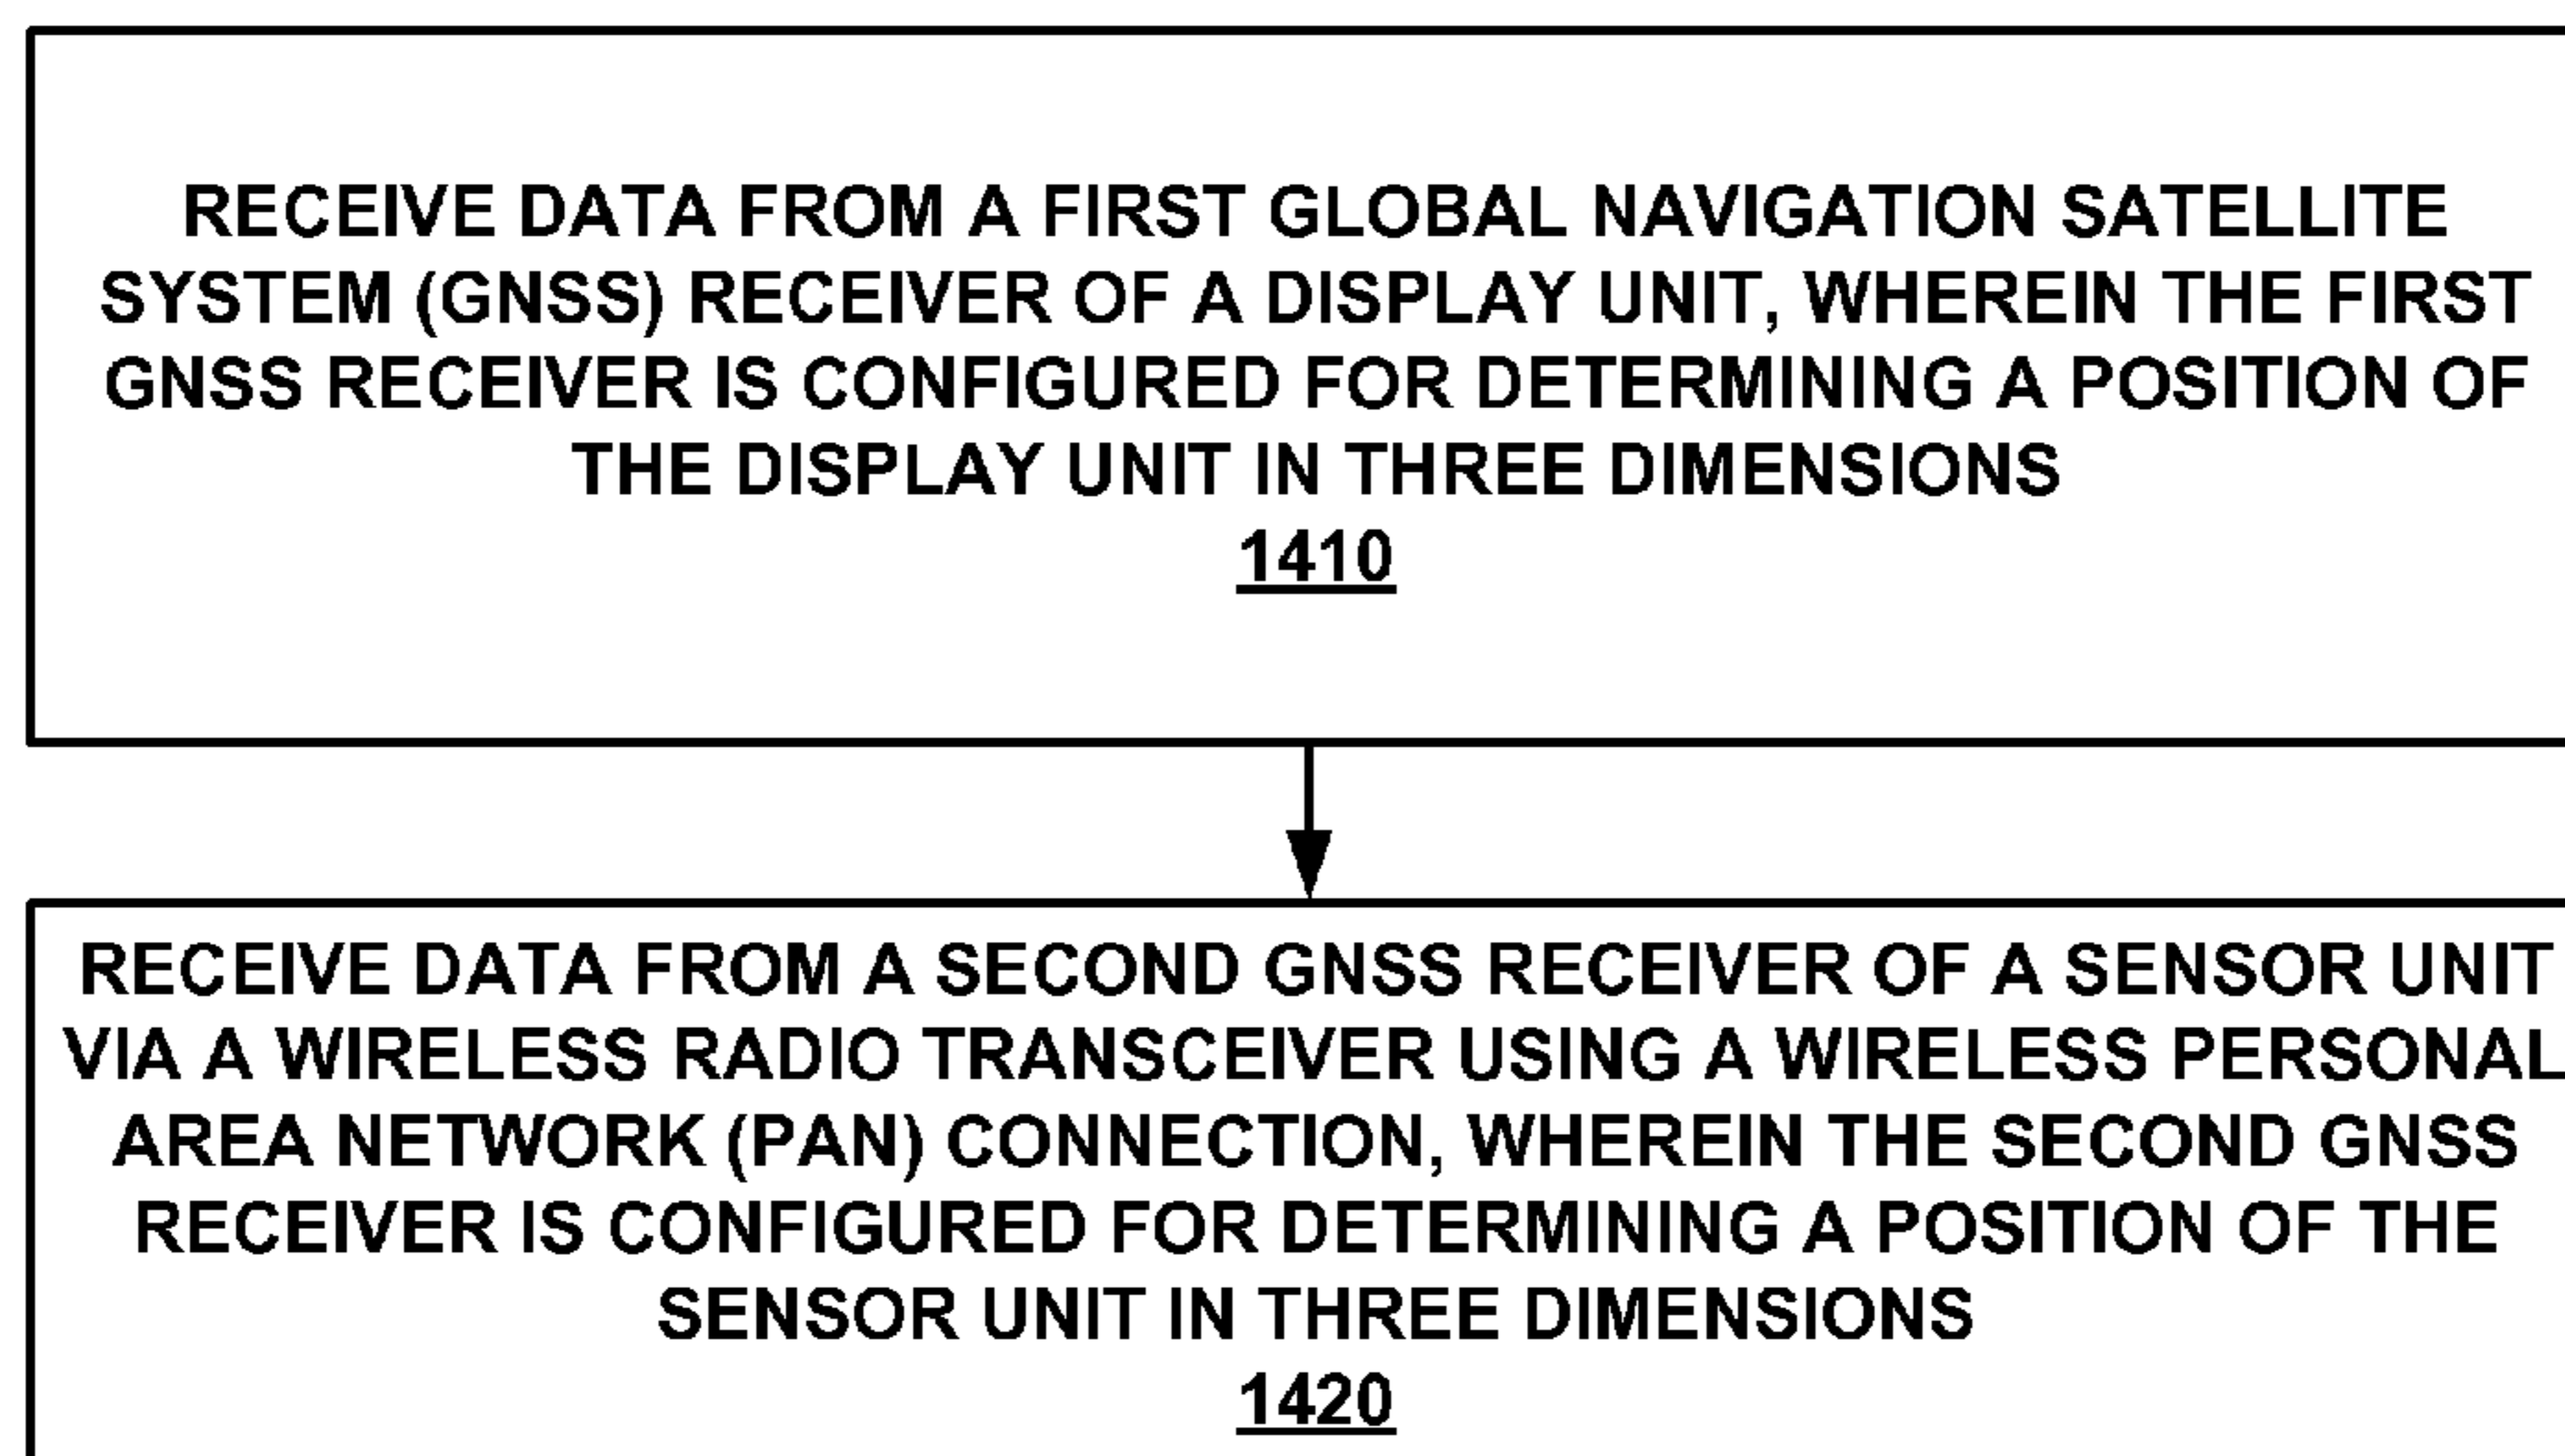 RECEIVE DATA FROM A FIRST GLOBAL NAVIGATION SATELLITE
SYSTEM (GNSS) RECEIVER OF A DISPLAY UNIT, WHEREIN THE FIRST
GNSS RECEIVER IS CONFIGURED FOR DETERMINING A POSITION OF
THE DISPLAY UNIT IN THREE DIMENSIONS
1410
RECEIVE DATA FROM A SECOND GNSS RECEIVER OF A SENSOR UNIT
VIA A WIRELESS RADIO TRANSCEIVER USING A WIRELESS PERSONAL
AREA NETWORK (PAN) CONNECTION, WHEREIN THE SECOND GNSS
RECEIVER IS CONFIGURED FOR DETERMINING A POSITION OF THE
SENSOR UNIT IN THREE DIMENSIONS
1420